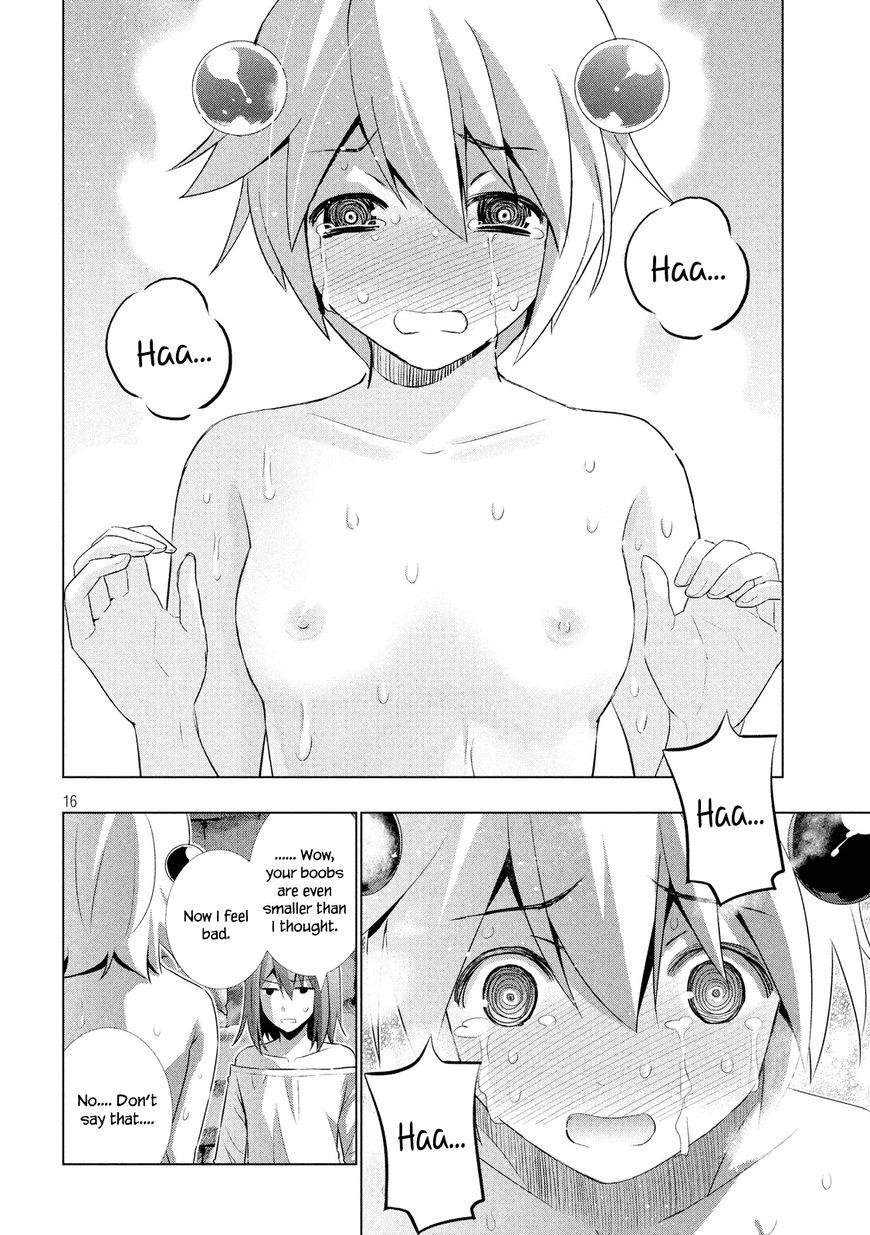 Haa...
Haa...
Haa...
16
...... Wow,
your boobs
are even
smaller than
I thought.
Now I feel
bad.
No.... Don't
say that....
Haa...